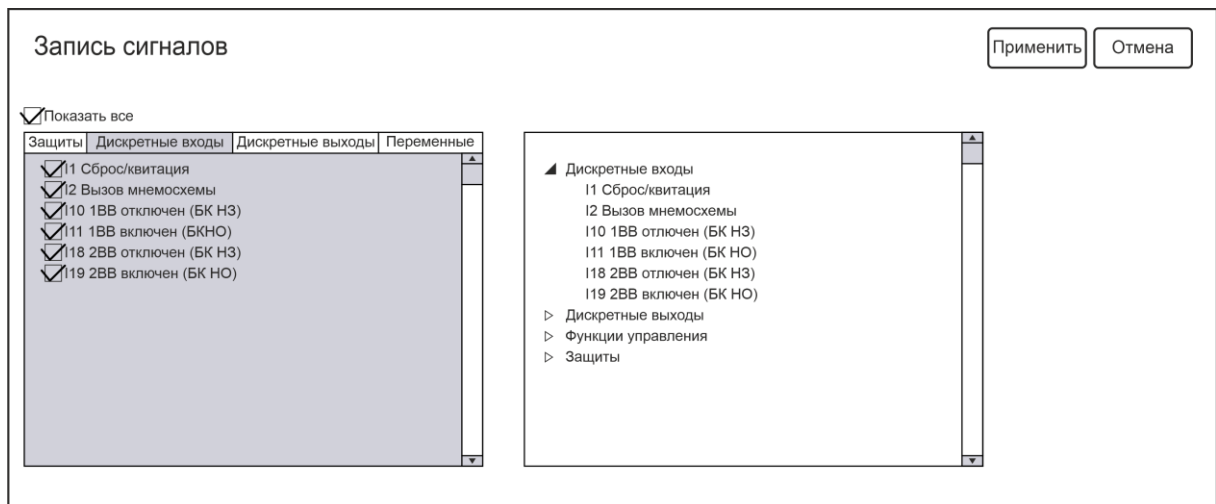 Запись сигналов
Применить
Отмена
Показать все
Защиты Дискретные входы Дискретные выходы Переменные
I1 Сброс/квитация
I2 Вызов мнемосхемы
I10 1ВВ отключен (БК НЗ)
I11 1ВВ включен (БКНО)
I18 2ВВ отключен (БК НЗ)
I19 2ВВ включен (БК НО)
Дискретные входы
I1 Сброс/квитация
I2 Вызов мнемосхемы
I10 1ВВ отлючен (БК НЗ)
I11 1ВВ включен (БК НО)
I18 2ВВ отлючен (БК НЗ)
I19 2ВВ включен (БК НО)
Дискретные выходы
Функции управления
Защиты